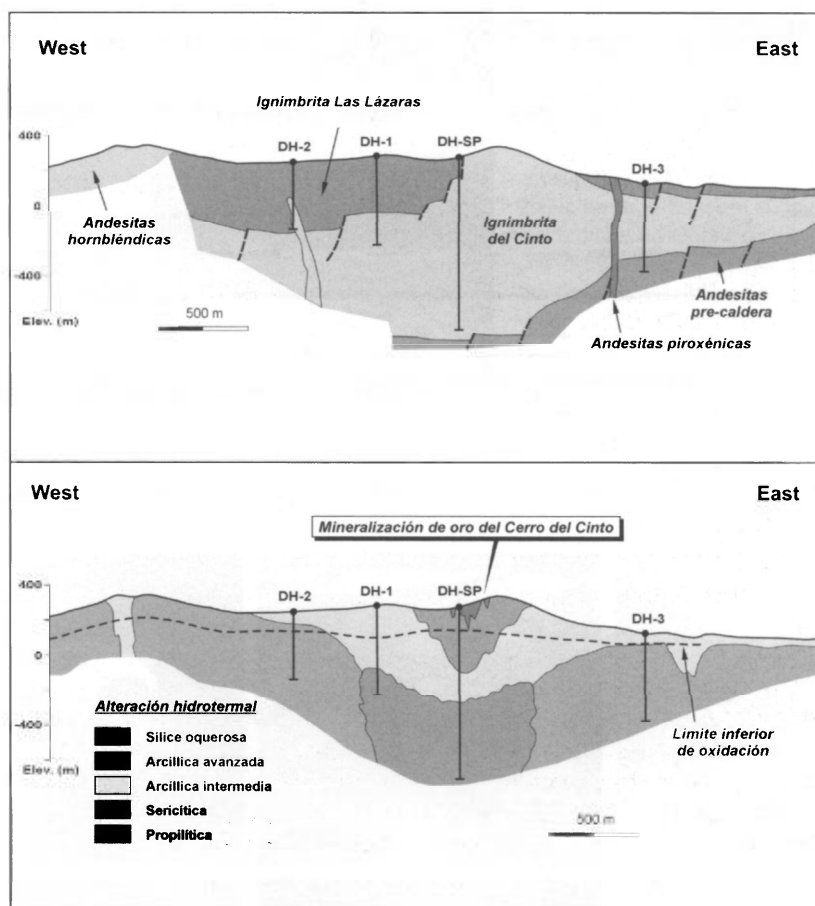 West
East
Ignimbrita Las Lázaras
DH-2
DH-1
DH-SP
DH-3
400
0
-400
Elev. (m)
Andesitas
hornbléndicas
Ignimbrita
del Cinto
500 m
Andesitas
pre-caldera
Andesitas piroxénicas
West
East
Mineralización de oro del Cerro del Cinto
DH-2
DH-1
DH-SP
DH-3
400
0
-400
Elev. (m)
Alteración hidrotermal
Silice oquerosa
Arcíllica avanzada
Arcíllica intermedia
Sericítica
Propilítica
Limite inferior
de oxidación
500 m